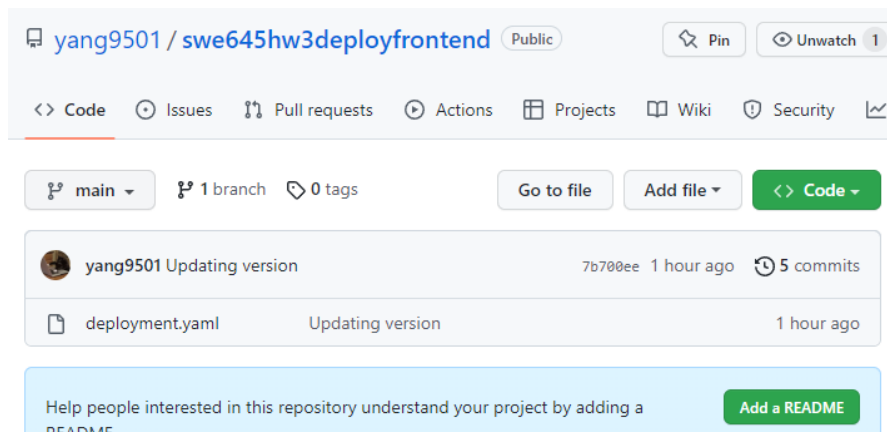 yang9501 / swe645hw3deployfrontend Public Pin Unwatch 1
Code Issues Pull requests Actions Projects Wiki Security
main 1 branch 0 tags Go to file Add file Code
yang9501 Updating version 7b700ee 1 hour ago 5 commits
deployment.yaml Updating version 1 hour ago
Help people interested in this repository understand your project by adding a Add a README
README